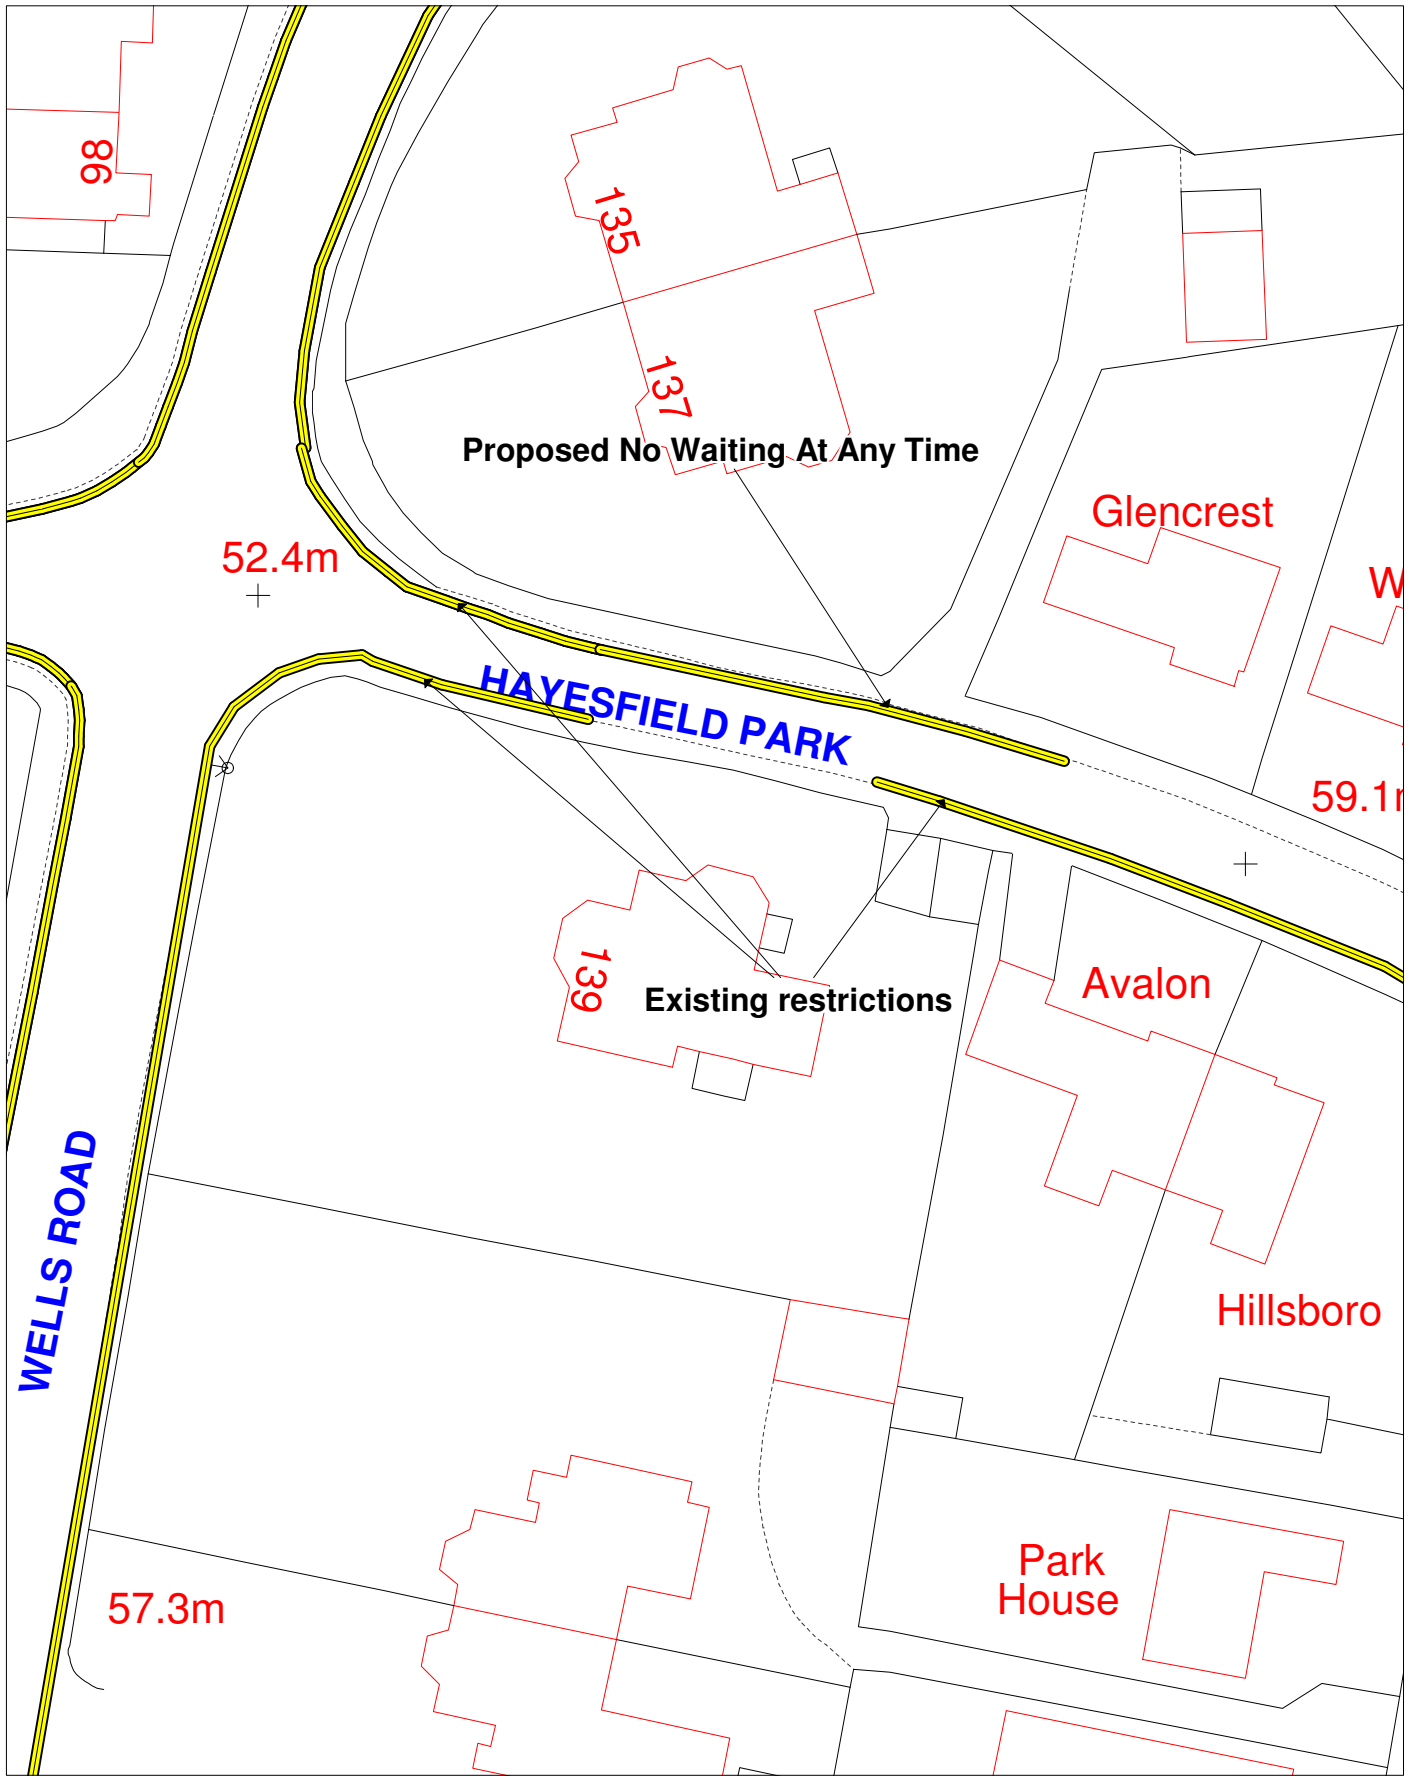 98
135
137
Proposed No Waiting At Any Time
Glencrest
52.4m
W
HAYESFIELD PARK
59.1
139
Existing restrictions
Avalon
WELLS ROAD
Hillsboro
Park
House
57.3m